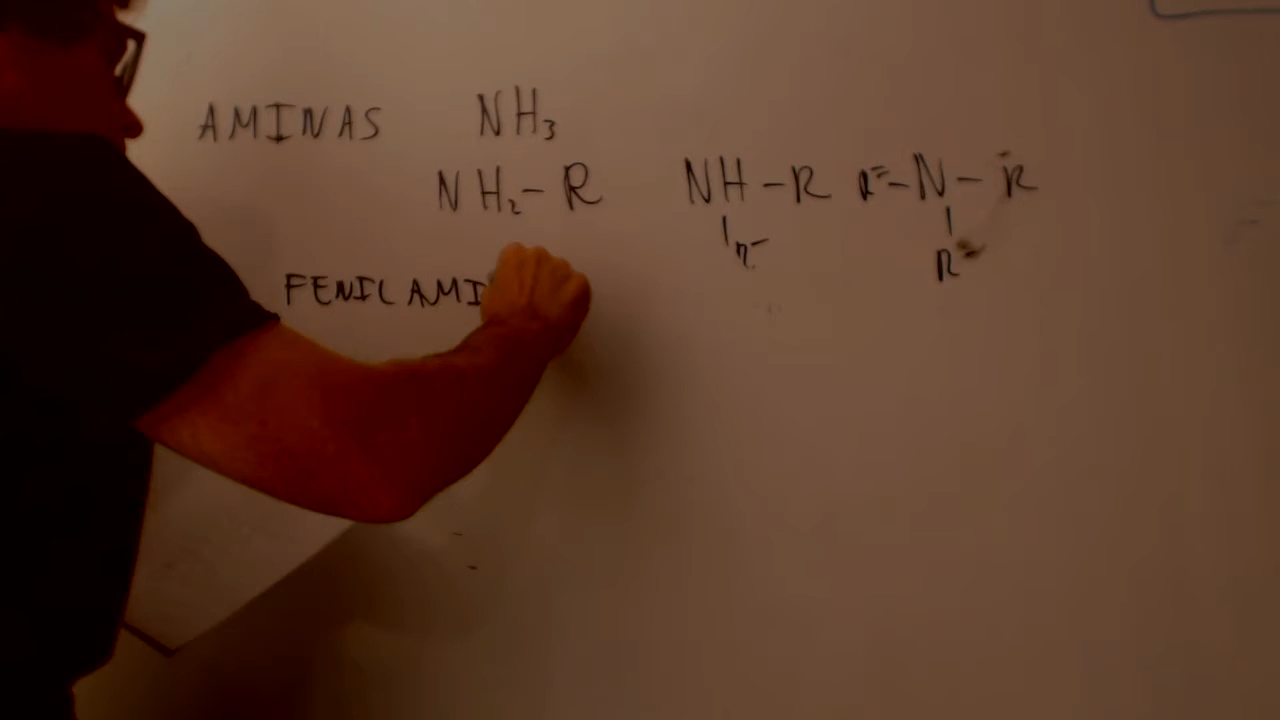 AMINAS NH₃
NH₂-R NH-R R"-N-R
R'
FENILAMI